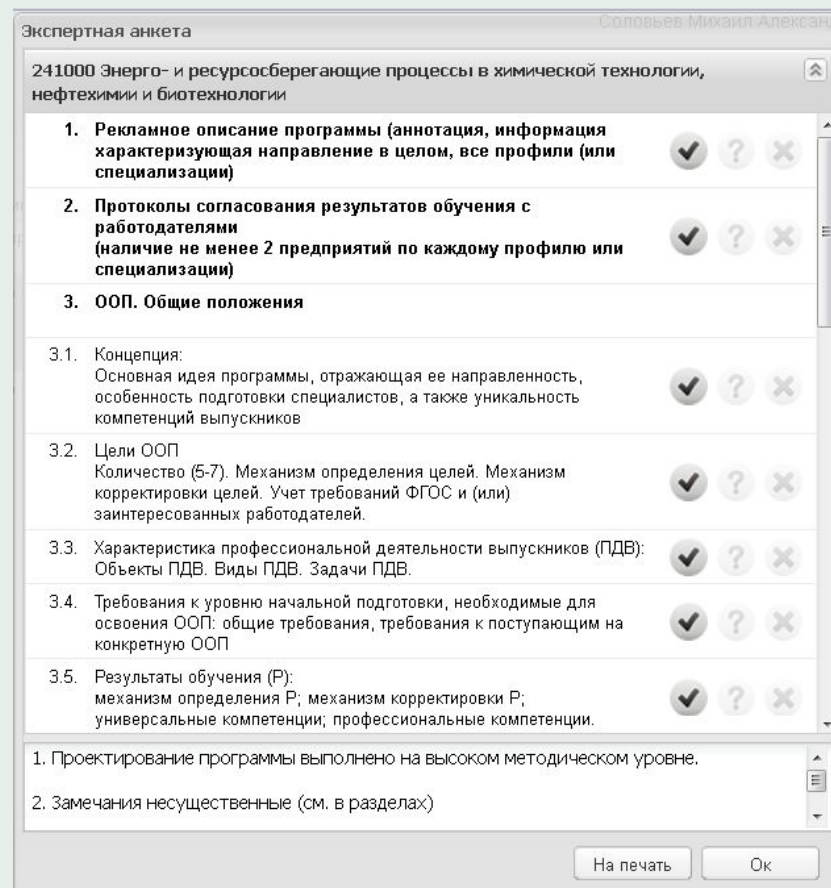 Соловьев Михаил Александ
Экспертная анкета
241000 Энерго- и ресурсосберегающие процессы в химической технологии,
нефтехимии и биотехнологии
1. Рекламное описание программы (аннотация, информация
характеризующая направление в целом, все профили (или
специализации)
2. Протоколы согласования результатов обучения с
работодателями
(наличие не менее 2 предприятий по каждому профилю или
специализации)
3. ООП. Общие положения
3.1. Концепция:
Основная идея программы, отражающая ее направленность,
особенность подготовки специалистов, а также уникальность
компетенций выпускников
3.2. Цели ООП
Количество (5-7). Механизм определения целей. Механизм
корректировки целей. Учет требований ФГОС и (или)
заинтересованных работодателей.
3.3. Характеристика профессиональной деятельности выпускников (ПДВ):
Объекты ПДВ. Виды ПДВ. Задачи ПДВ.
3.4. Требования к уровню начальной подготовки, необходимые для
освоения ООП: общие требования, требования к поступающим на
конкретную ООП
3.5. Результаты обучения (Р):
механизм определения Р; механизм корректировки Р;
универсальные компетенции; профессиональные компетенции.
1. Проектирование программы выполнено на высоком методическом уровне.
2. Замечания несущественные (см. в разделах)
На печать Ок